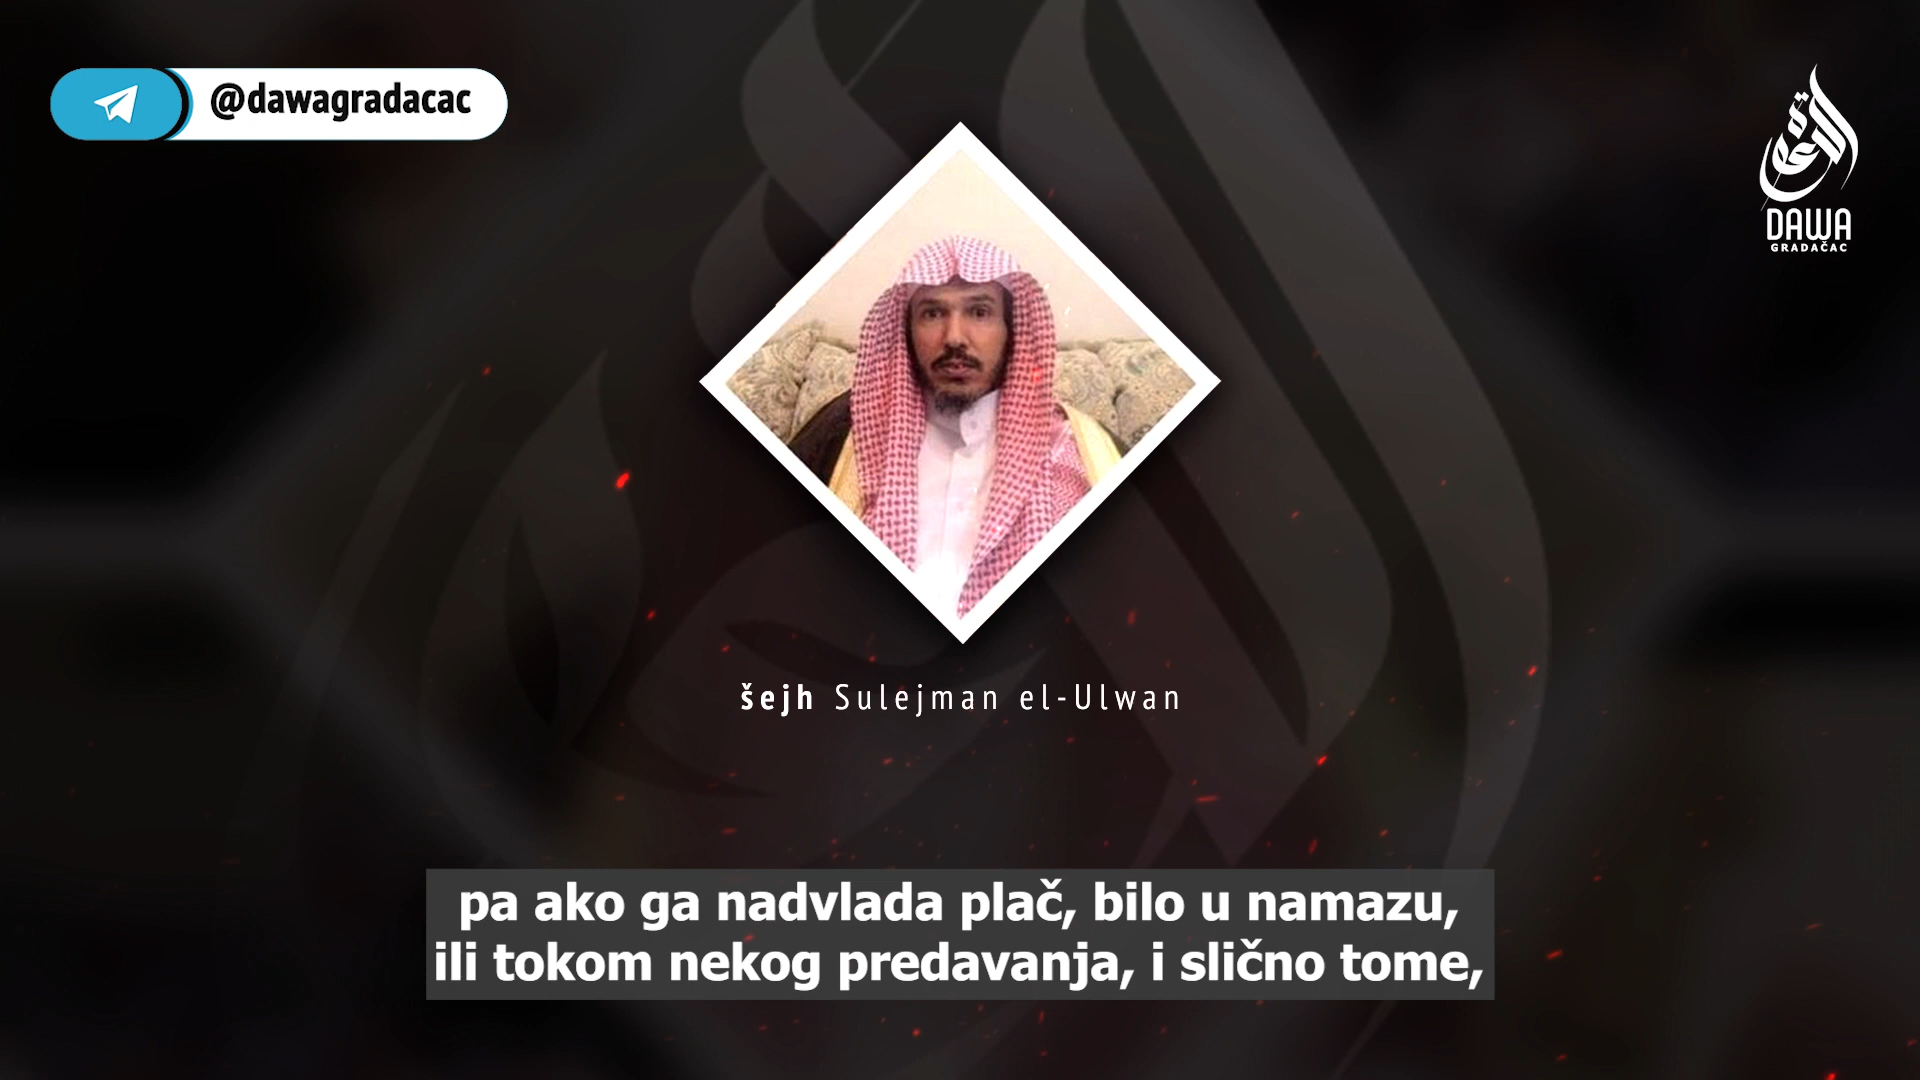 @dawagradacac
الدعوة
DAWA
GRADAČAC
šejh Sulejman el-Ulwan
pa ako ga nadvlada plač, bilo u namazu,
ili tokom nekog predavanja, i slično tome,